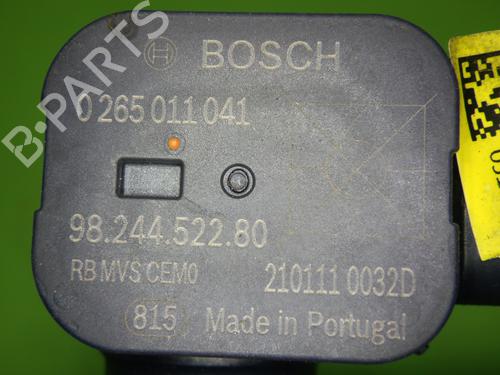 BOSCH
B-PARTS
0 265 011 041
98.244.522.80
RB MVS CEM0
210111 0032D
815
Made in Portugal